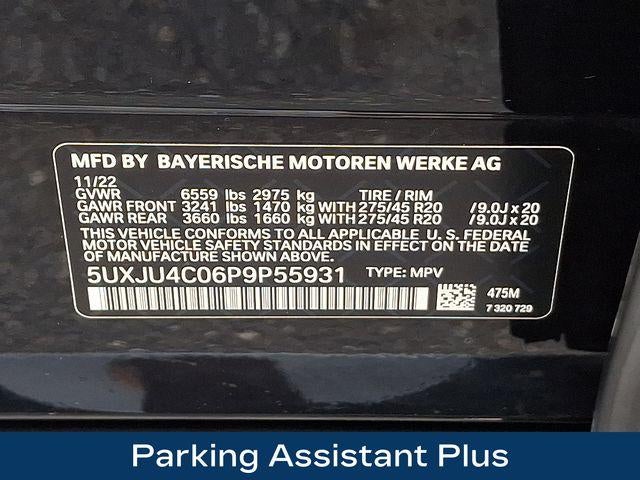 MFD BY BAYERISCHE MOTOREN WERKE AG
11/22
GVWR 6559 lbs 2975 kg TIRE / RIM
GAWR FRONT 3241 lbs 1470 kg WITH 275/45 R20 /9.0J x 20
GAWR REAR 3660 lbs 1660 kg WITH 275/45 R20 /9.0J x 20
THIS VEHICLE CONFORMS TO ALL APPLICABLE U. S. FEDERAL
MOTOR VEHICLE SAFETY STANDARDS IN EFFECT ON THE DATE
OF MANUFACTURE SHOWN ABOVE.
5UXJU4C06P9P55931 TYPE: MPV
475M
7 320 729
Parking Assistant Plus